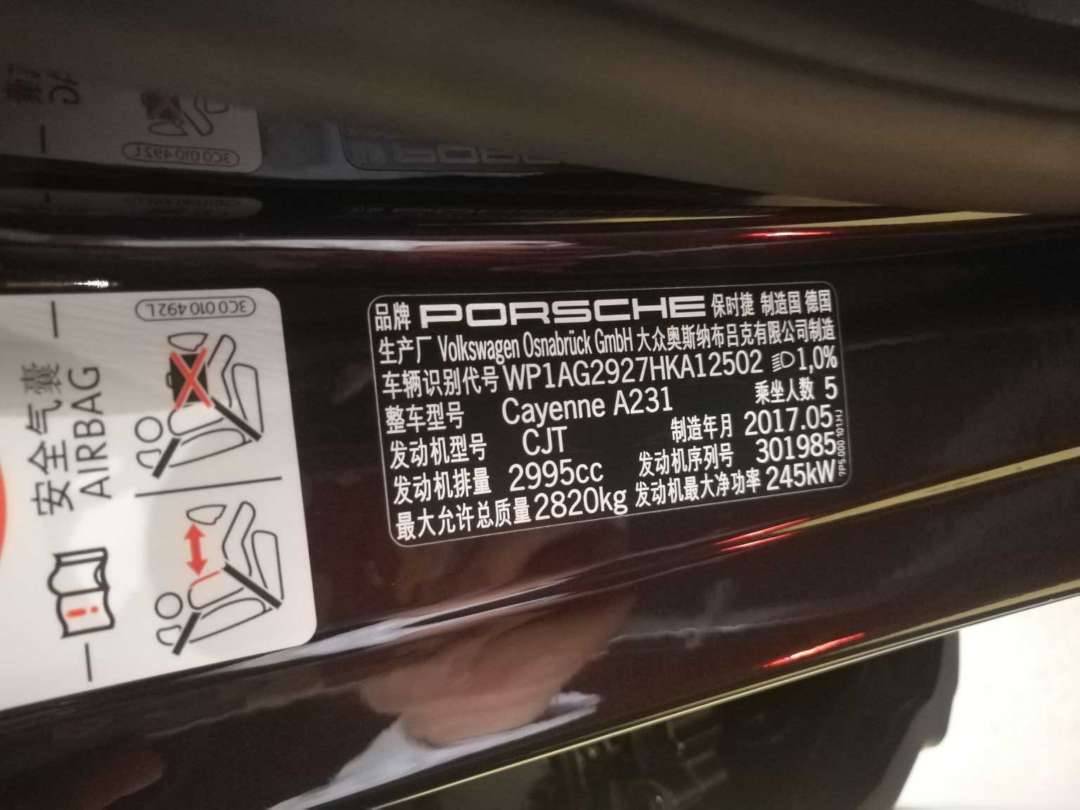 3C0 010 492L
3C0 010 492L
安全气囊
AIRBAG
品牌 PORSCHE 保时捷 制造国 德国
生产厂 Volkswagen Osnabrück GmbH 大众奥斯纳布吕克有限公司制造
车辆识别代号 WP1AG2927HKA12502 1,0%
整车型号 Cayenne A231 乘坐人数 5
发动机型号 CJT 制造年月 2017.05
发动机排量 2995cc 发动机序列号 301985
最大允许总质量 2820kg 发动机最大净功率 245kW